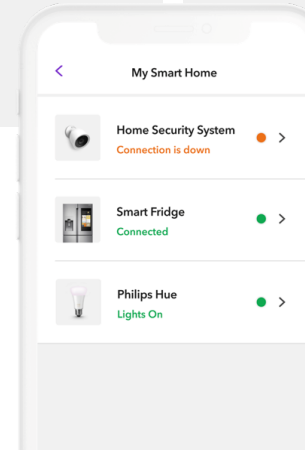 My Smart Home
Home Security System
Connection is down
Smart Fridge
Connected
Philips Hue
Lights On